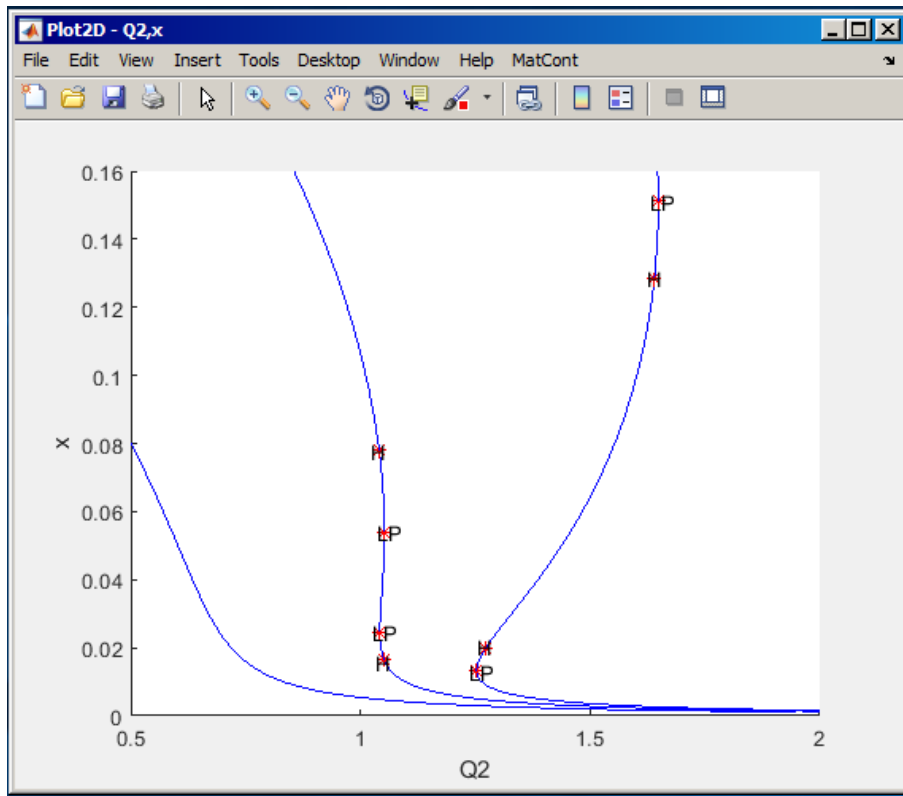 Plot2D - Q2,x
File Edit View Insert Tools Desktop Window Help MatCont
0.16
0.14
0.12
0.1
0.08
0.06
0.04
0.02
0
x
LP
H
H
LP
LP
H
H
LP
0.5 1 1.5 2
Q2